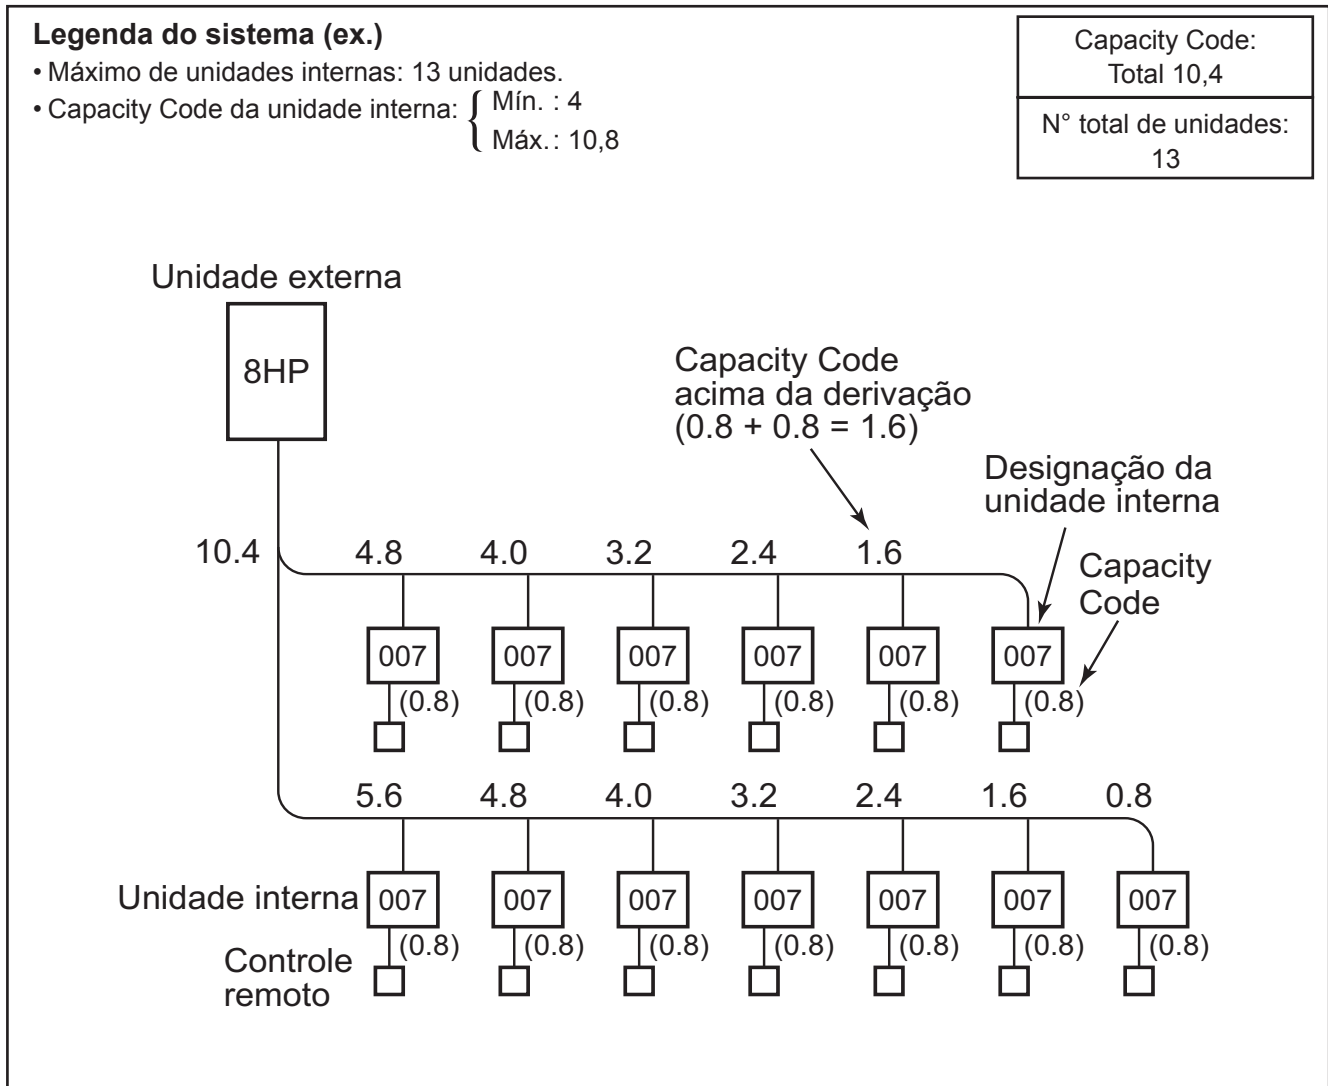 Legenda do sistema (ex.)
• Máximo de unidades internas: 13 unidades.
• Capacity Code da unidade interna: { Mín. : 4
Máx. : 10,8
Capacity Code:
Total 10,4
N° total de unidades:
13
Unidade externa
8HP
Capacity Code
acima da derivação
(0.8 + 0.8 = 1.6)
Designação da
unidade interna
Capacity
Code
10.4 4.8 4.0 3.2 2.4 1.6
007 007 007 007 007 007
(0.8) (0.8) (0.8) (0.8) (0.8) (0.8)
5.6 4.8 4.0 3.2 2.4 1.6 0.8
Unidade interna 007 007 007 007 007 007 007
(0.8) (0.8) (0.8) (0.8) (0.8) (0.8) (0.8)
Controle
remoto